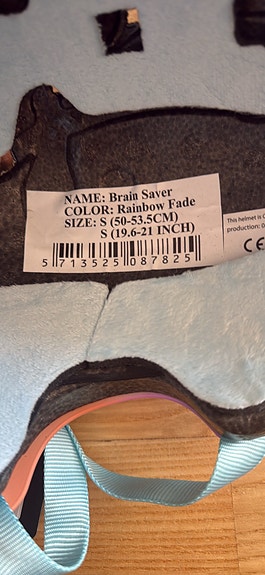 NAME: Brain Saver
COLOR: Rainbow Fade
SIZE: S (50-53.5CM)
S (19.6-21 INCH)
5 713525 087825
This helmet is
production: 0
CE